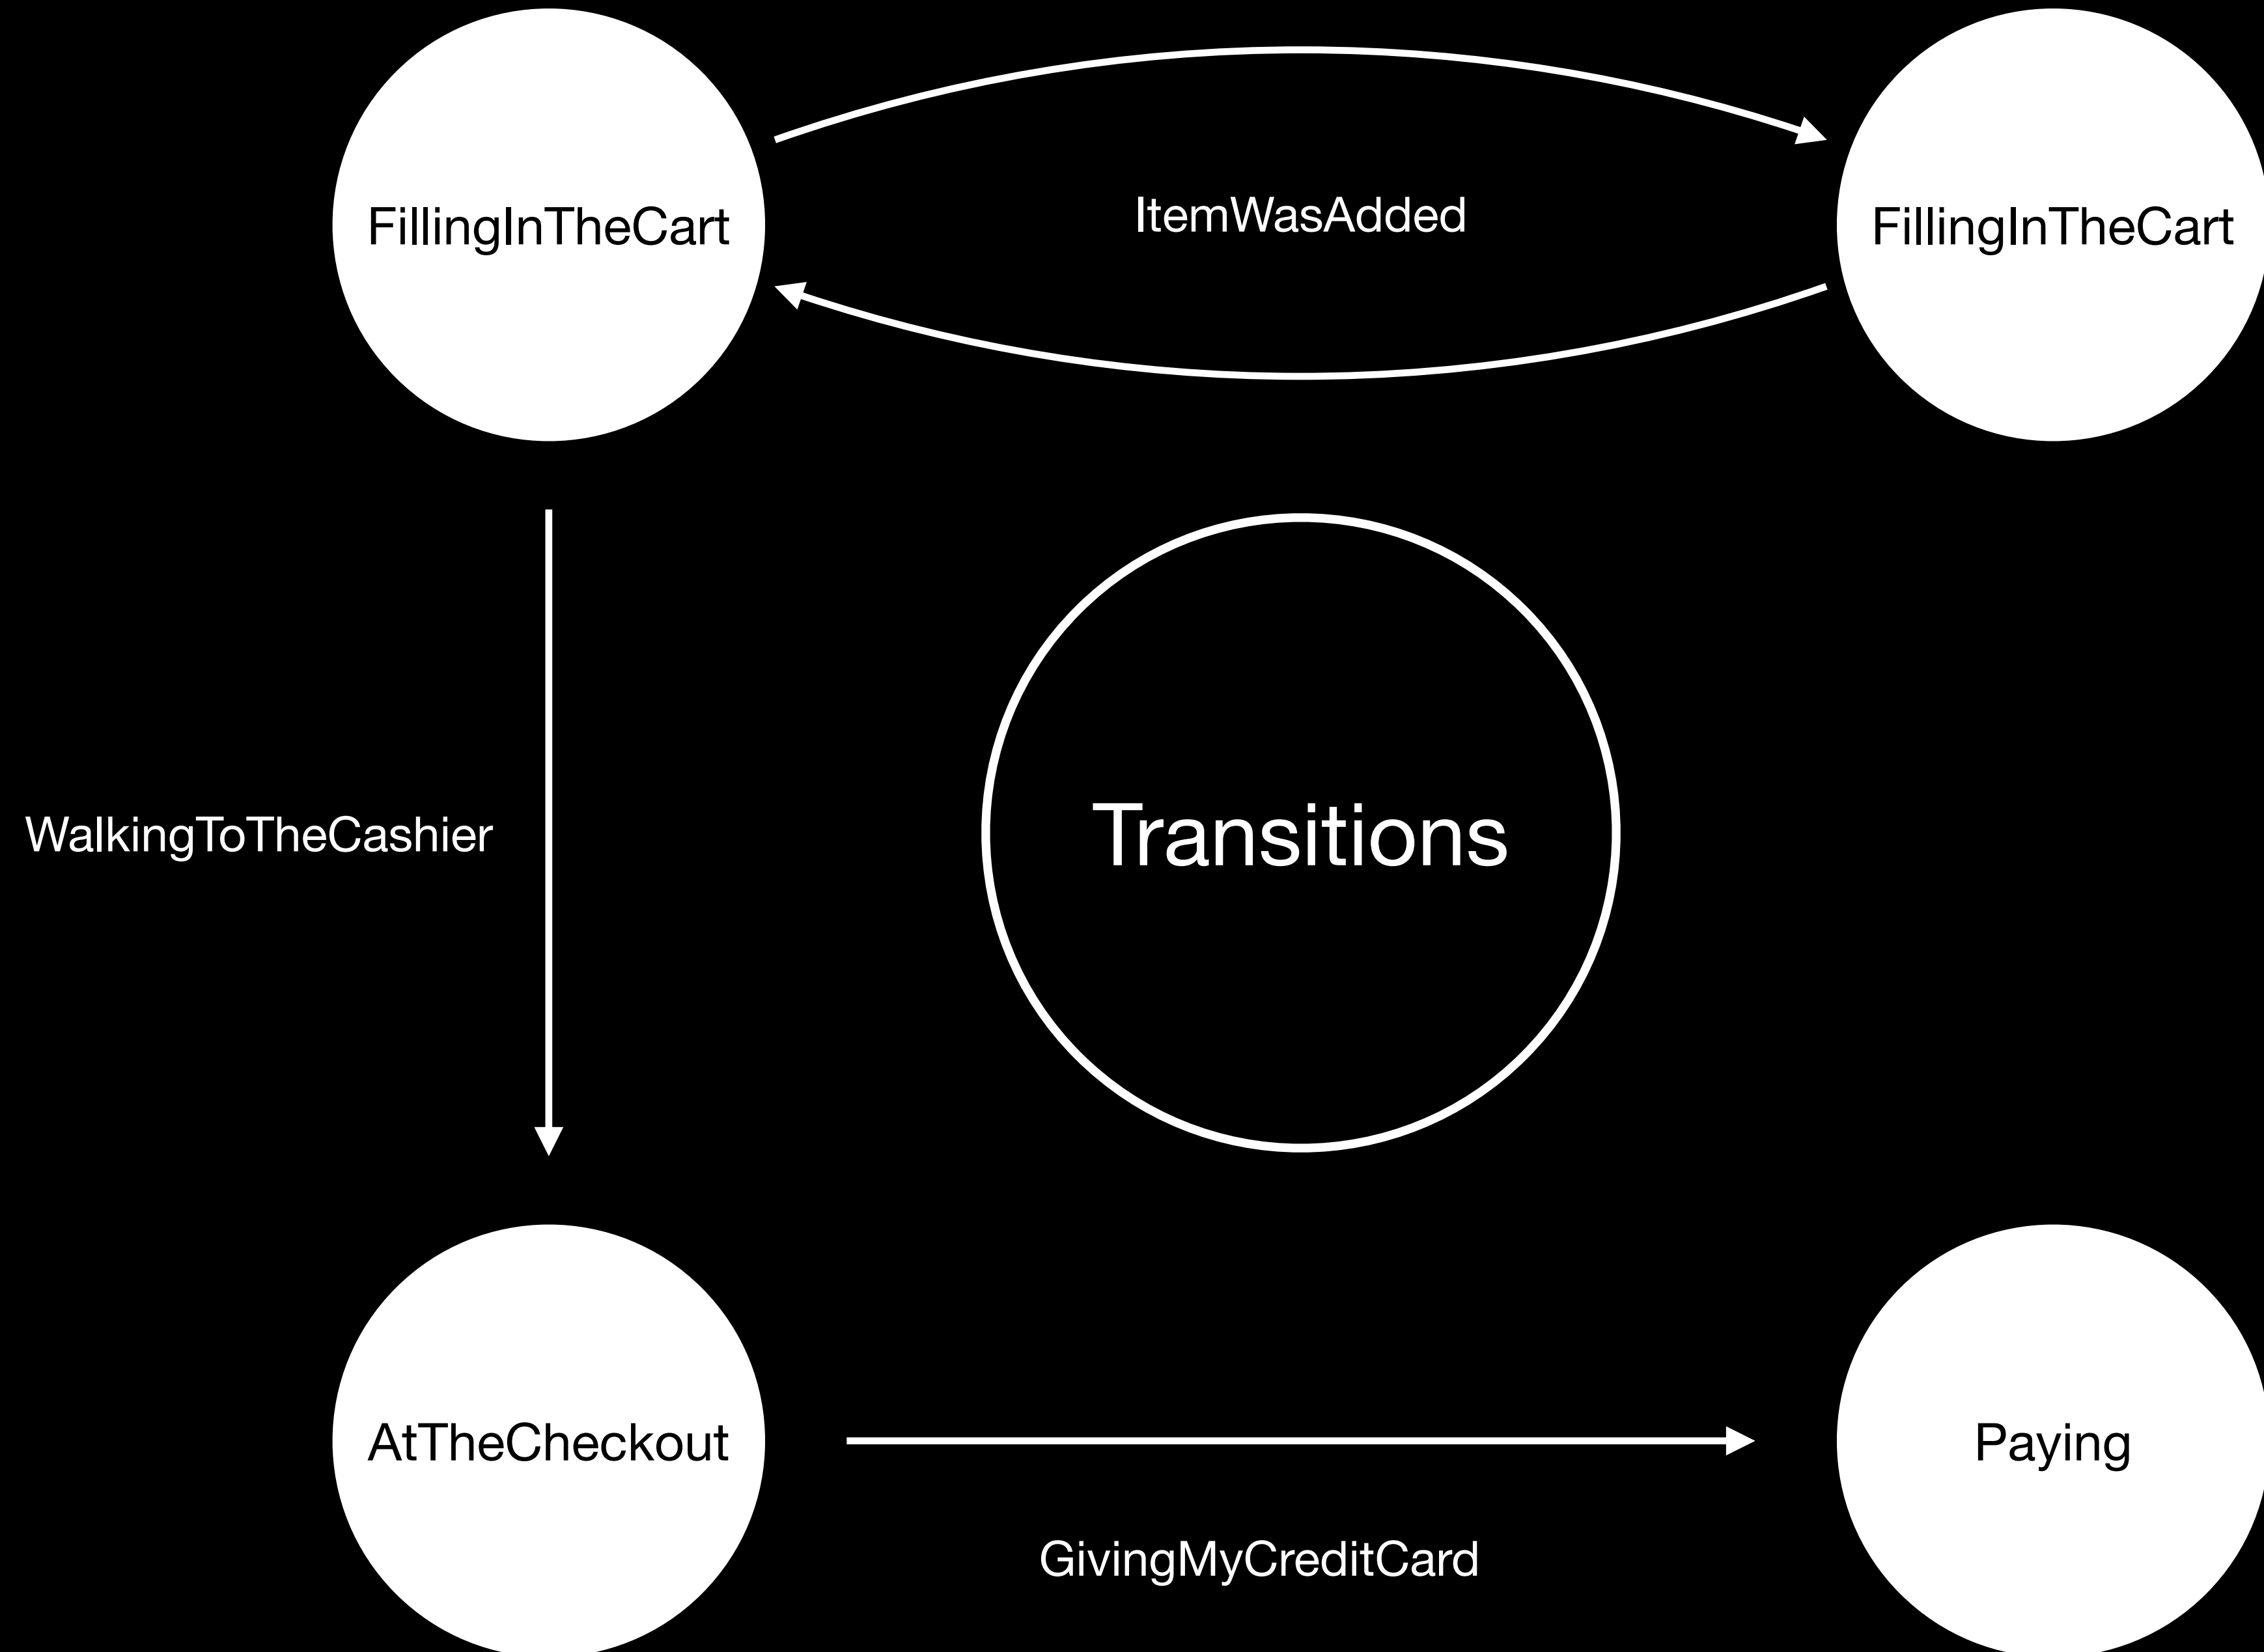 FillingInTheCart
ItemWasAdded
FillingInTheCart
WalkingToTheCashier
Transitions
AtTheCheckout
Paying
GivingMyCreditCard